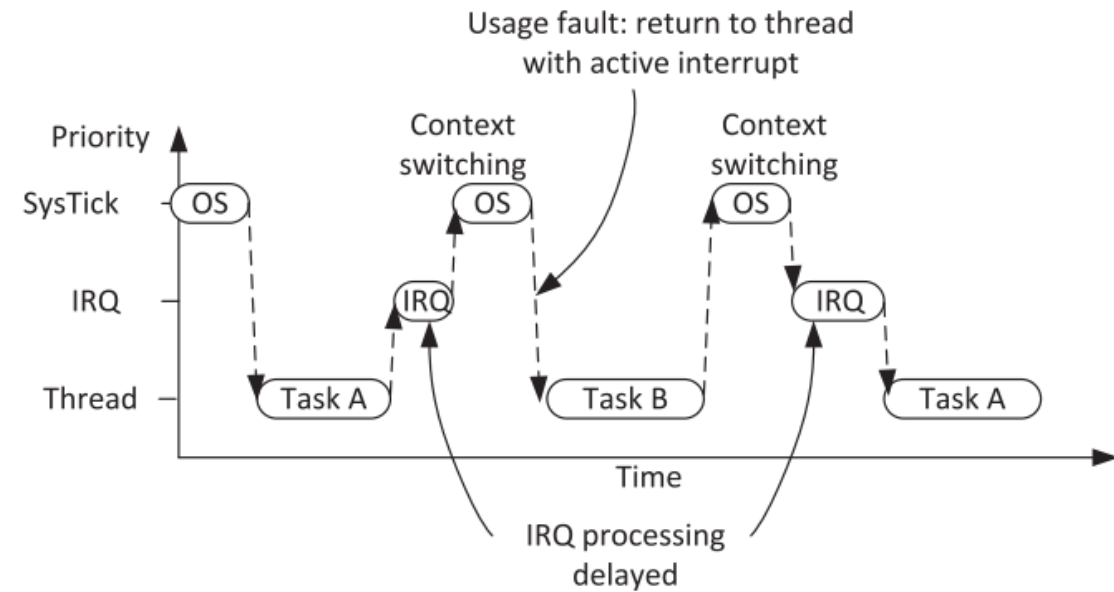 Usage fault: return to thread
with active interrupt
Priority
Context
switching
Context
switching
SysTick
OS
OS
OS
IRQ
IRQ
IRQ
Thread
Task A
Task B
Task A
Time
IRQ processing
delayed